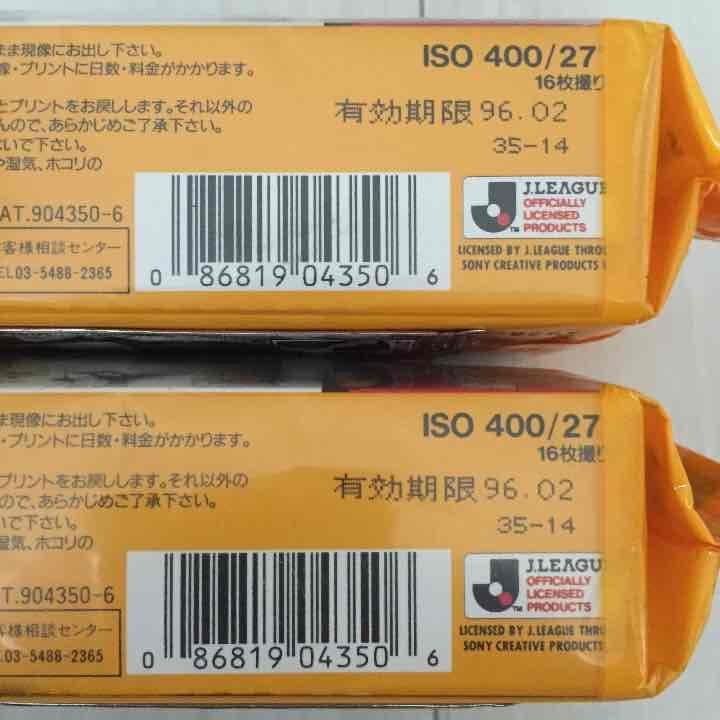 まま現像にお出し下さい。
像・プリントに日数・料金がかかります。
とプリントをお戻しします。それ以外の
んので、あらかじめご了承下さい。
ないで下さい。
や湿気、ホコリの
AT.904350-6
客様相談センター
EL03-5488-2365
ISO 400/27°
16枚撮り
有効期限 96.02
35-14
0 86819 04350 6
J.LEAGUE
OFFICIALLY
LICENSED
PRODUCTS
TM
LICENSED BY J.LEAGUE THROU
SONY CREATIVE PRODUCTS
まま現像にお出し下さい。
・プリントに日数・料金がかかります。
プリントをお戻しします。それ以外の
ので、あらかじめご了承下さい。
いで下さい。
湿気、ホコリの
T.904350-6
客様相談センター
L03-5488-2365
ISO 400/27
16枚撮り
有効期限 96.02
35-14
0 86819 04350 6
J.LEAGU
OFFICIALLY
LICENSED
PRODUCTS
TM
LICENSED BY J.LEAGUE THRO
SONY CREATIVE PRODUCTS